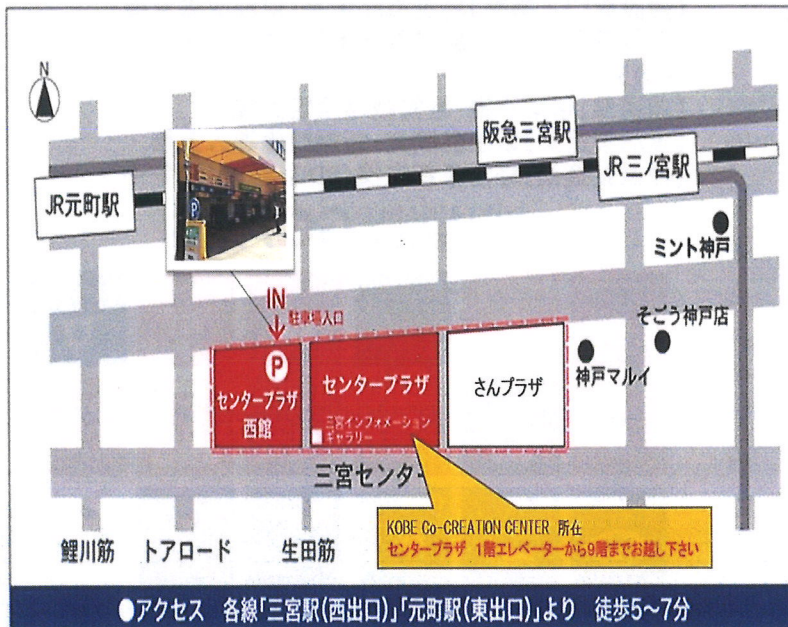 N
阪急三宮駅
JR三ノ宮駅
JR元町駅
P
ミント神戸
IN
駐車場入口
そごう神戸店
神戸マルイ
P
センタープラザ
西館
センタープラザ
三宮インフォメーション
ギャラリー
さんプラザ
三宮センター
KOBE Co-CREATION CENTER 所在
センタープラザ 1階エレベーターから9階までお越し下さい
鯉川筋
トアロード
生田筋
●アクセス 各線「三宮駅(西出口)」「元町駅(東出口)」より 徒歩5～7分